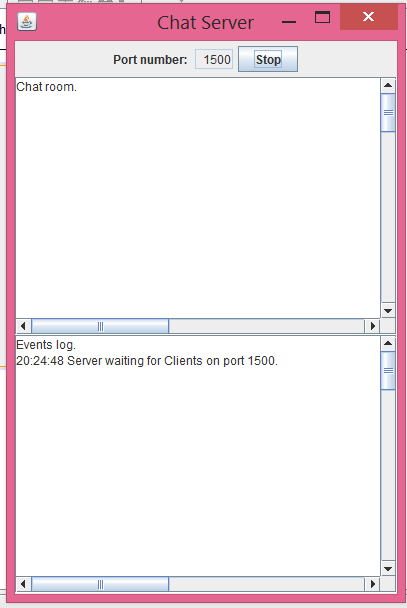 Chat Server
Port number: 1500 Stop
Chat room.
Events log.
20:24:48 Server waiting for Clients on port 1500.